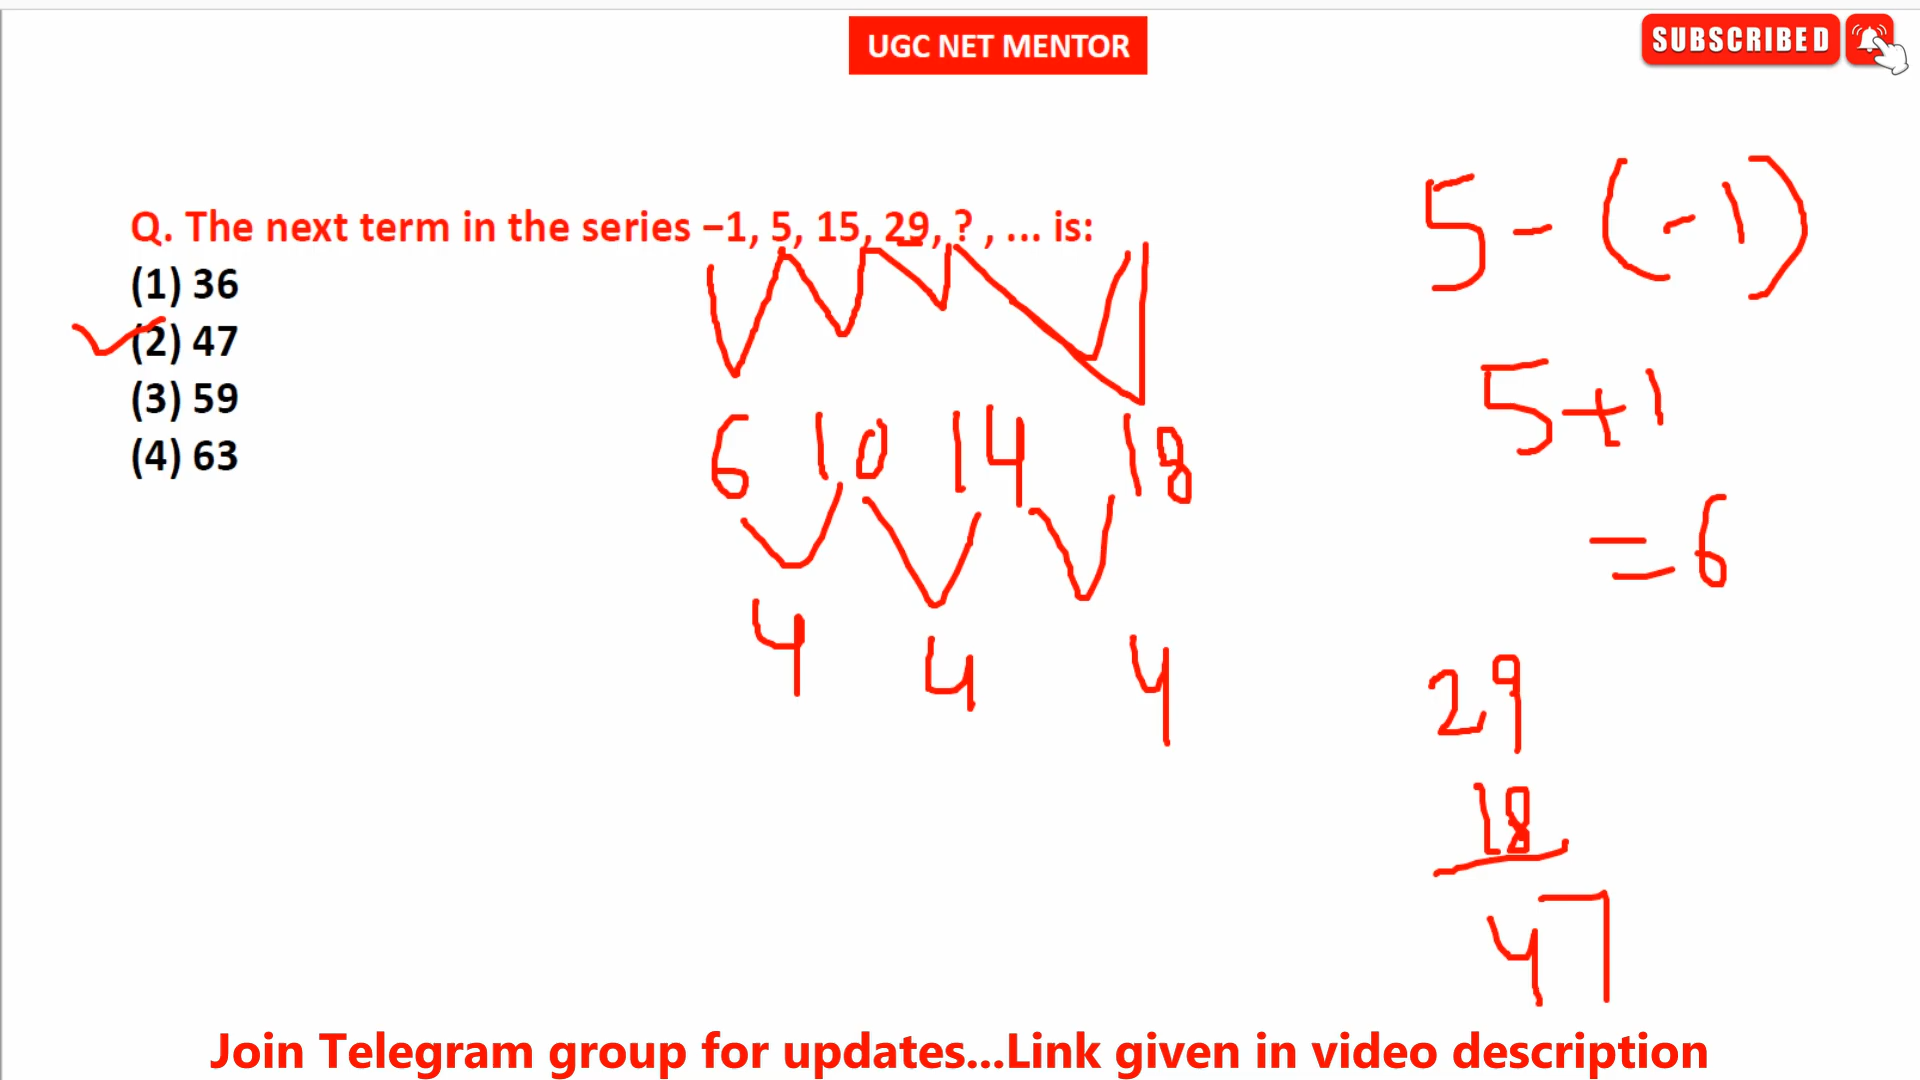 UGC NET MENTOR
SUBSCRIBED
Q. The next term in the series −1, 5, 15, 29, ? , ... is:
(1) 36
(2) 47
(3) 59
(4) 63
5 - (-1)
5+1
= 6
6 10 14 18
4 4 4
29
18
47
Join Telegram group for updates...Link given in video description